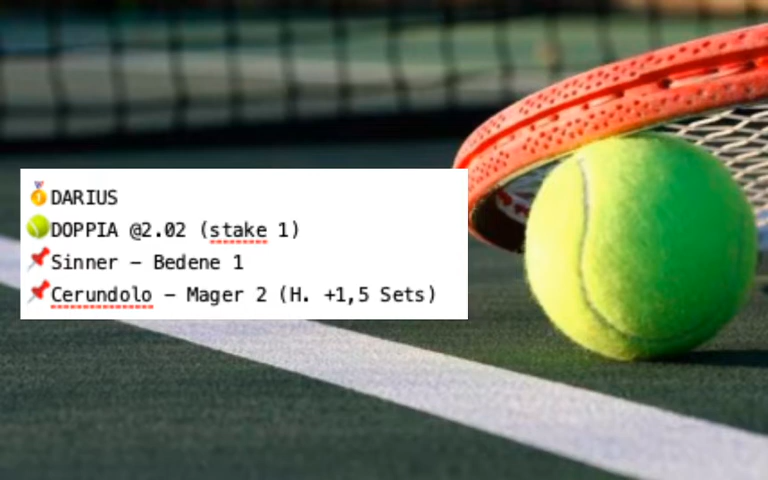 🏅DARIUS
🎾DOPPIA @2.02 (stake 1)
📌Sinner – Bedene 1
📌Cerundolo – Mager 2 (H. +1,5 Sets)